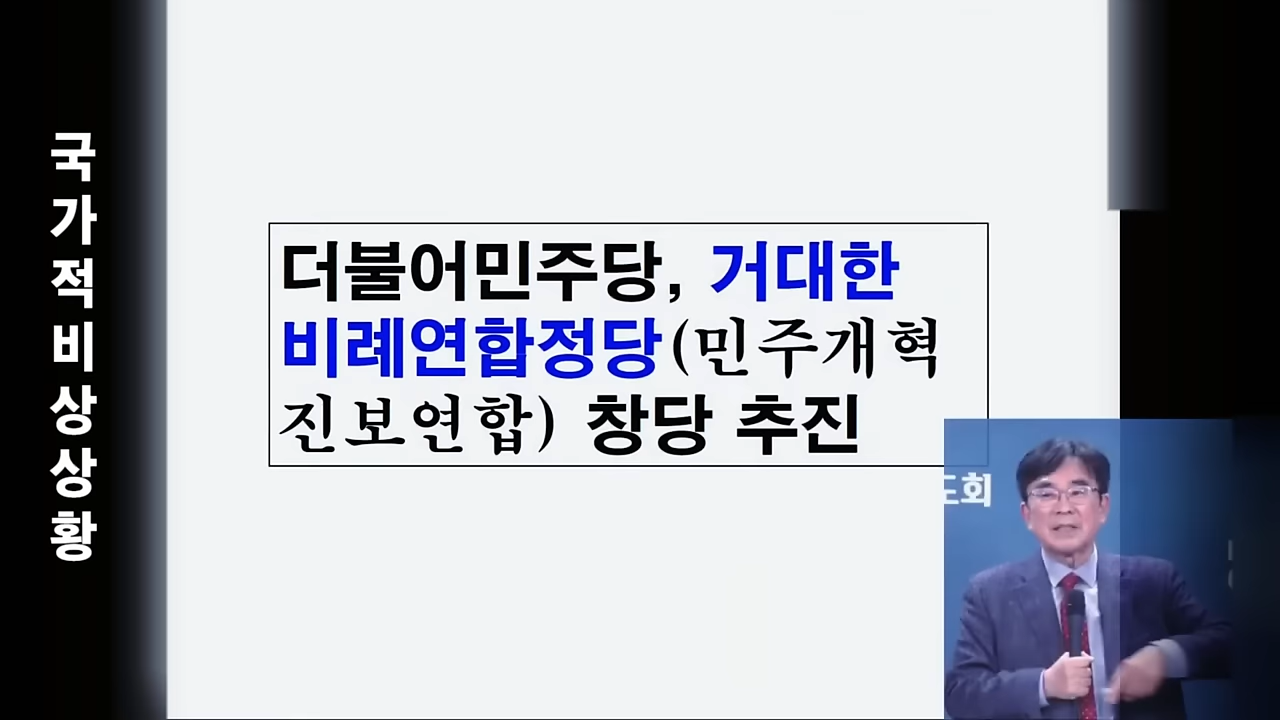 국가적비상상황
더불어민주당, 거대한
비례연합정당(민주개혁
진보연합) 창당 추진
도회